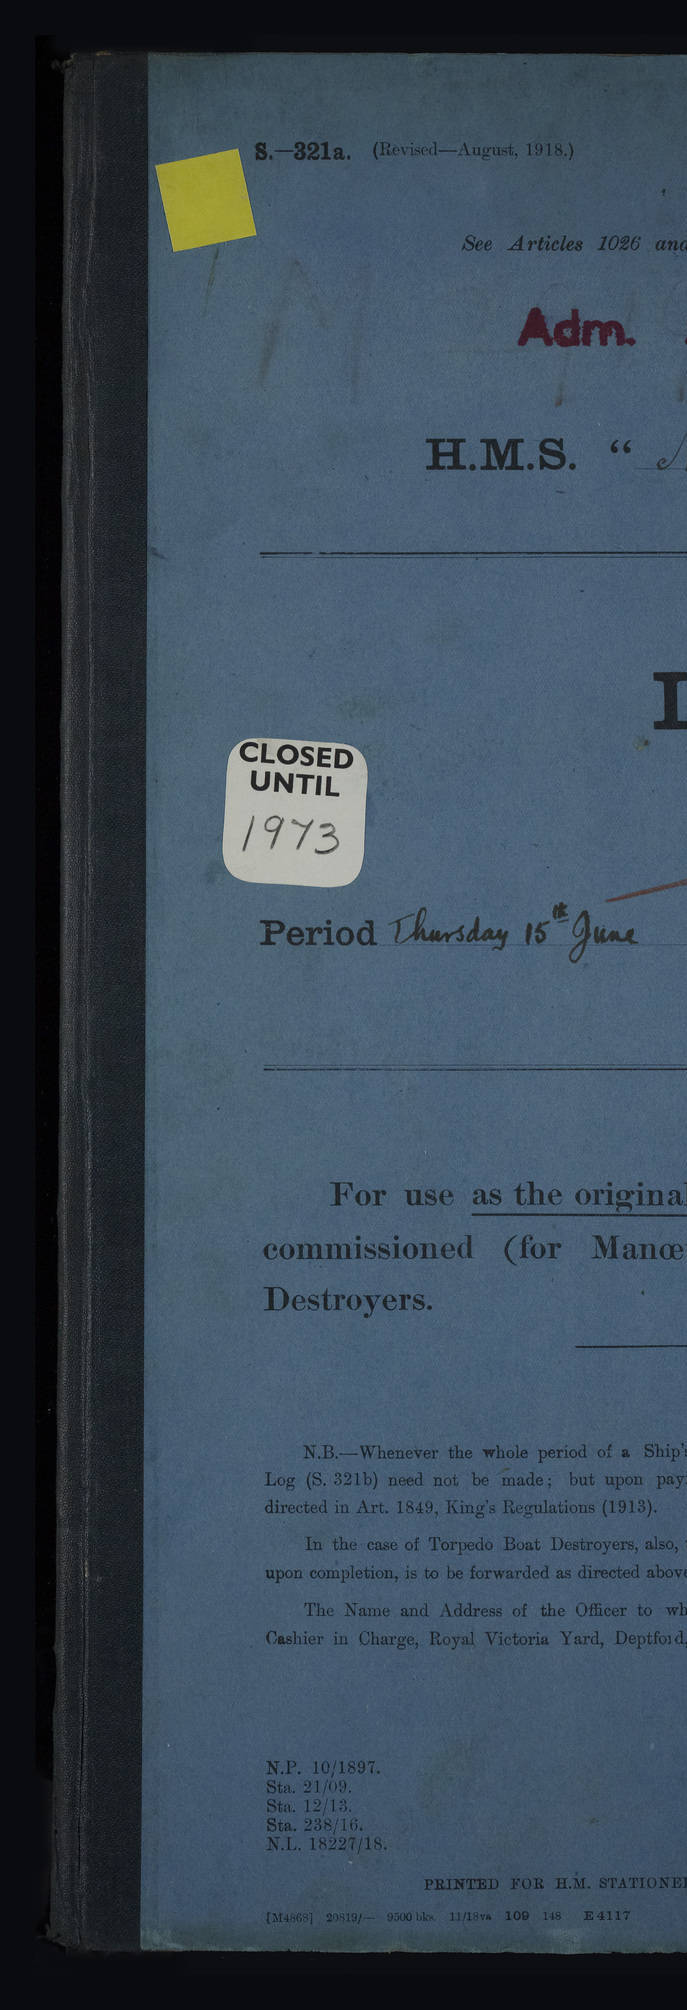 S.—321a. (Revised—August, 1918.)
See Articles 1026 and
Adm.
H.M.S. “
L
CLOSED
UNTIL
1973
Period Thursday 15th June
For use as the original
commissioned (for Manœ
Destroyers.
N.B.—Whenever the whole period of a Ship's
Log (S. 321b) need not be made; but upon pay
directed in Art. 1849, King's Regulations (1913).
In the case of Torpedo Boat Destroyers, also,
upon completion, is to be forwarded as directed above
The Name and Address of the Officer to wh
Cashier in Charge, Royal Victoria Yard, Deptford,
N.P. 10/1897.
Sta. 21/09.
Sta. 12/13.
Sta. 238/16.
N.L. 18227/18.
PRINTED FOR H.M. STATIONE
[M4868] 20819/— 9500 bks. 11/18va 109 148 E4117